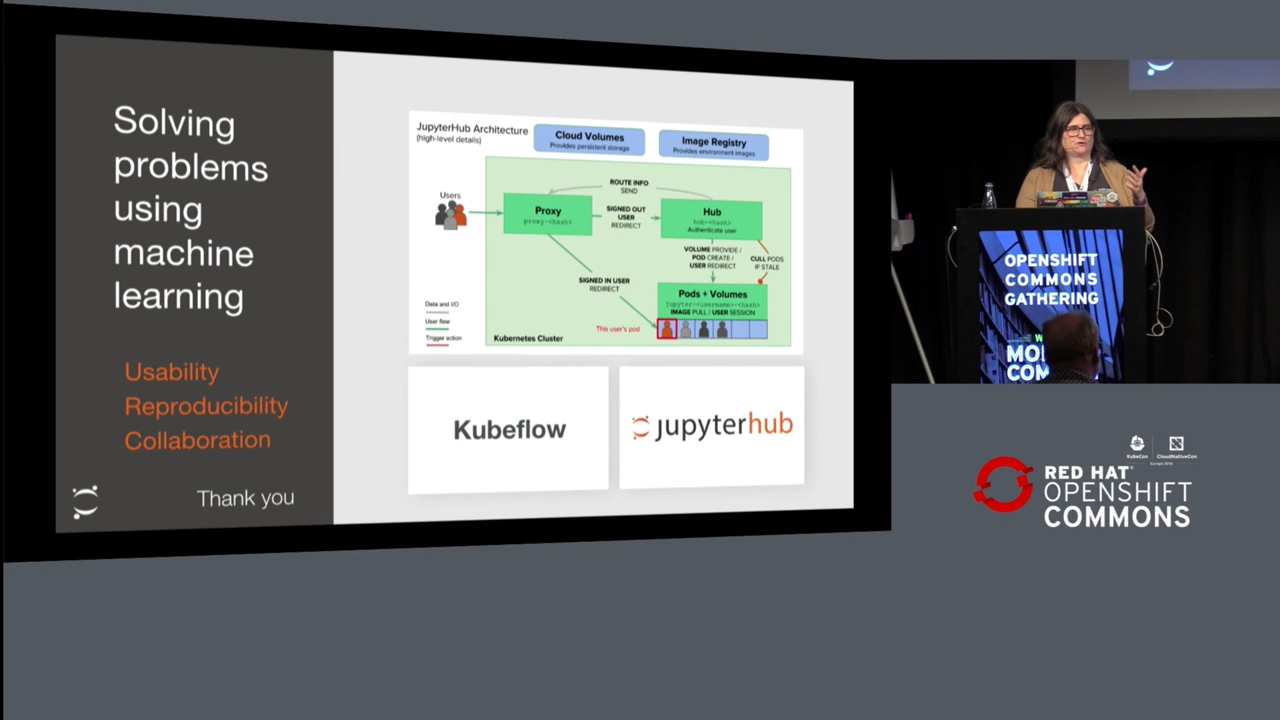 Solving
problems
using
machine
learning
Usability
Reproducibility
Collaboration
Thank you
JupyterHub Architecture
(high-level details)
Cloud Volumes
Provides persistent storage
Image Registry
Provides environment images
ROUTE INFO
SEND
Users
Proxy
proxy-<hash>
SIGNED OUT
USER
REDIRECT
Hub
hub-<hash>
Authenticate user
VOLUME PROVIDE /
POD CREATE /
USER REDIRECT
CULL PODS
IF STALE
SIGNED IN USER
REDIRECT
Pods + Volumes
jupyter-<username>-<hash>
IMAGE PULL / USER SESSION
Data and I/O
User flow
Trigger action
This user's pod
Kubernetes Cluster
Kubeflow
jupyterhub
OPENSHIFT
COMMONS
GATHERING
KubeCon
CloudNativeCon
Europe 2018
RED HAT®
OPENSHIFT
COMMONS